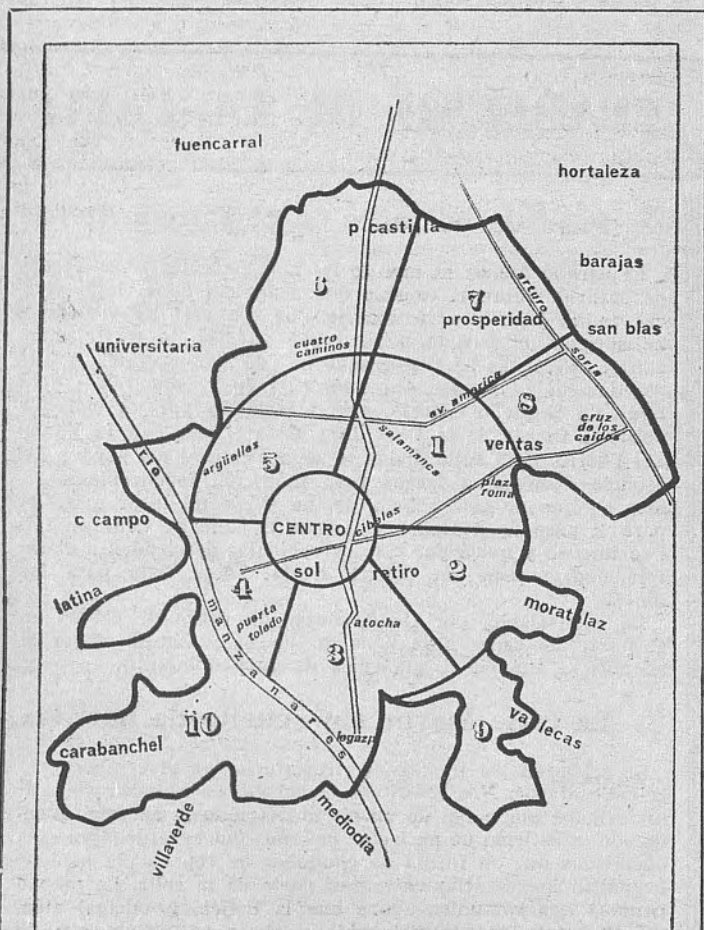 fuencarral
hortaleza
p castilla
barajas
6
7
arturo
prosperidad
san blas
universitaria
cuatro
caminos
soria
av. america
8
cruz
de los
caidos
salamanca
1
ventas
argüelles
5
plaza
roma
CENTRO
cibeles
c campo
río
sol
retiro
2
4
latina
manzanares
puerta
toledo
atocha
moratalaz
3
vallecas
10
9
legazpi
carabanchel
villaverde
mediodia